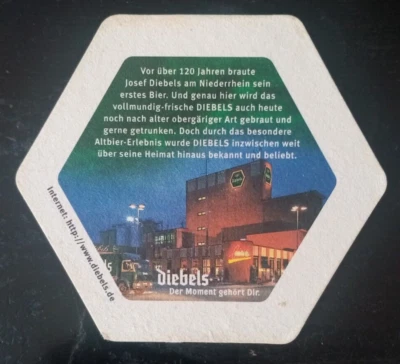 Vor über 120 Jahren braute
Josef Diebels am Niederrhein sein
erstes Bier. Und genau hier wird das
vollmundig-frische DIEBELS auch heute
noch nach alter obergäriger Art gebraut und
gerne getrunken. Doch durch das besondere
Altbier-Erlebnis wurde DIEBELS inzwischen weit
über seine Heimat hinaus bekannt und beliebt.
Internet: http://www.diebels.de
diebels
Der Moment gehört Dir.